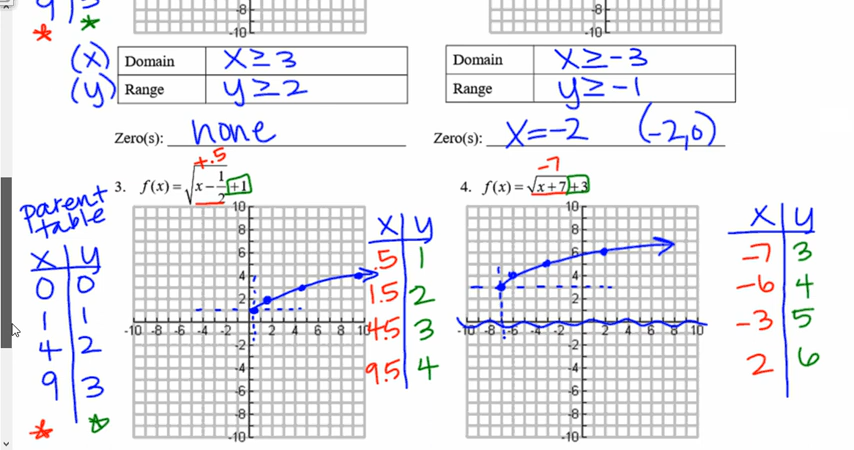 9 3
* *
-8
-10
-8
-10
(x) Domain x ≥ 3
(y) Range y ≥ 2
Domain x ≥ -3
Range y ≥ -1
Zero(s): none
Zero(s): x=-2 (-2,0)
+.5
3. f(x) = √(x - 1/2) + 1
-7
4. f(x) = √(x + 7) + 3
parent
table
x y
0 0
1 1
4 2
9 3
* *
10
8
6
4
2
-10 -8 -6 -4 -2 2 4 6 8 10
-2
-4
-6
-8
-10
x y
.5 1
1.5 2
4.5 3
9.5 4
10
8
6
4
2
-10 -8 -6 -4 -2 2 4 6 8 10
-2
-4
-6
-8
-10
x y
-7 3
-6 4
-3 5
2 6